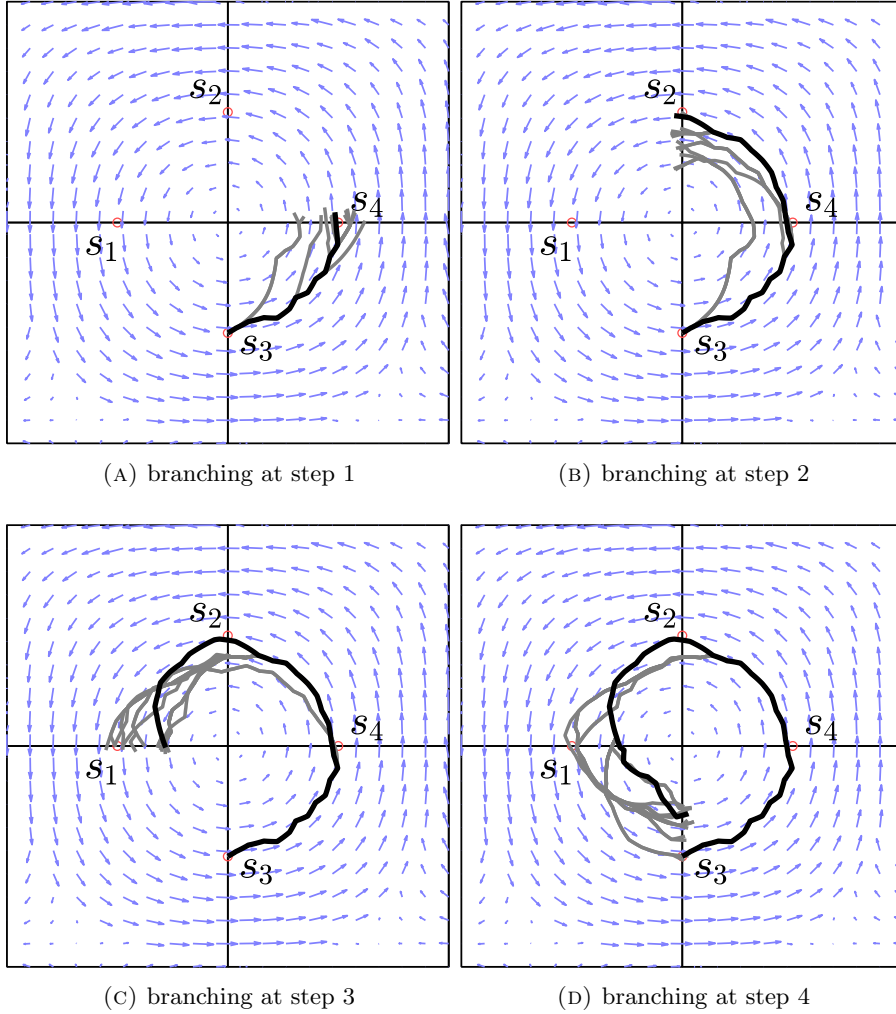 s2
s4
s1
s3
(A) branching at step 1
s2
s4
s1
s3
(B) branching at step 2
s2
s4
s1
s3
(C) branching at step 3
s2
s4
s1
s3
(D) branching at step 4